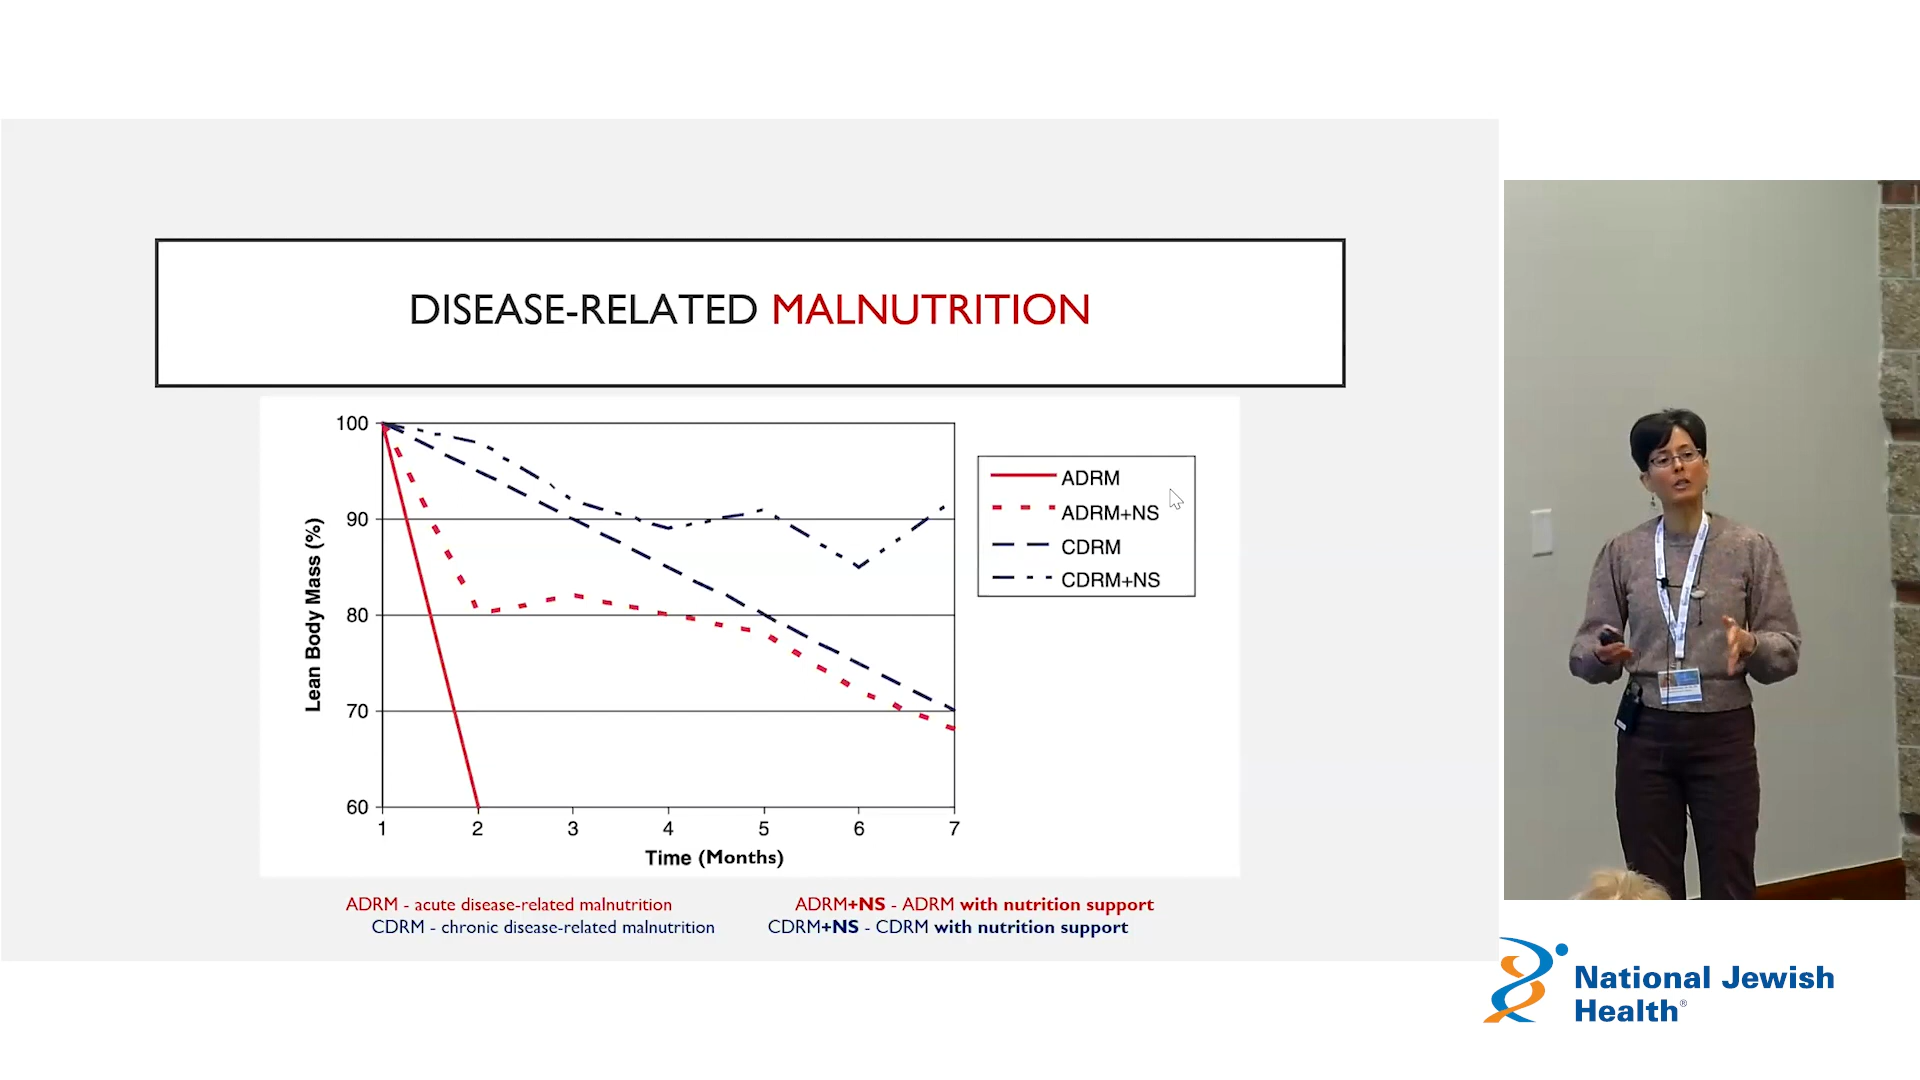 DISEASE-RELATED MALNUTRITION
100
90
80
70
60
Lean Body Mass (%)
1 2 3 4 5 6 7
Time (Months)
ADRM
ADRM+NS
CDRM
CDRM+NS
ADRM - acute disease-related malnutrition ADRM+NS - ADRM with nutrition support
CDRM - chronic disease-related malnutrition CDRM+NS - CDRM with nutrition support
National Jewish
Health®